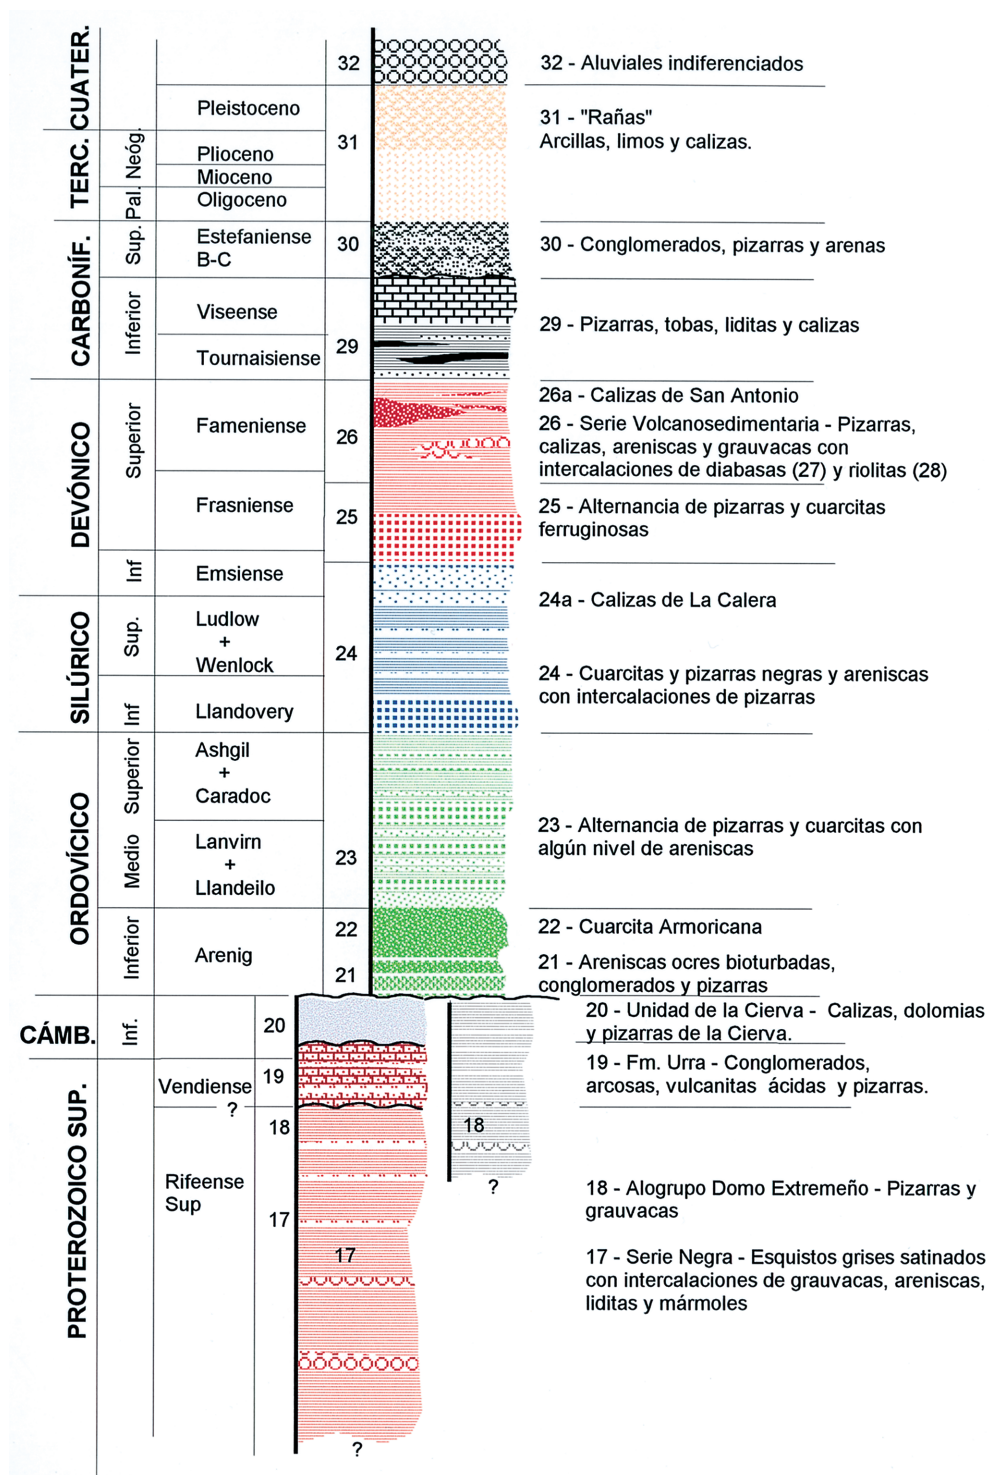 CUATER.
TERC.
CARBONÍF.
DEVÓNICO
SILÚRICO
ORDOVÍCICO
CÁMB.
PROTEROZOICO SUP.
Neóg.
Pal.
Sup.
Inferior
Superior
Inf
Sup.
Inf
Superior
Medio
Inferior
Inf.
Pleistoceno
Plioceno
Mioceno
Oligoceno
Estefaniense
B-C
Viseense
Tournaisiense
Fameniense
Frasniense
Emsiense
Ludlow
+
Wenlock
Llandovery
Ashgil
+
Caradoc
Lanvirn
+
Llandeilo
Arenig
Vendiense
?
Rifeense
Sup
32
31
30
29
26
25
24
23
22
21
20
19
18
17
17
18
?
?
32 - Aluviales indiferenciados
31 - "Rañas"
Arcillas, limos y calizas.
30 - Conglomerados, pizarras y arenas
29 - Pizarras, tobas, liditas y calizas
26a - Calizas de San Antonio
26 - Serie Volcanosedimentaria - Pizarras,
calizas, areniscas y grauvacas con
intercalaciones de diabasas (27) y riolitas (28)
25 - Alternancia de pizarras y cuarcitas
ferruginosas
24a - Calizas de La Calera
24 - Cuarcitas y pizarras negras y areniscas
con intercalaciones de pizarras
23 - Alternancia de pizarras y cuarcitas con
algún nivel de areniscas
22 - Cuarcita Armoricana
21 - Areniscas ocres bioturbadas,
conglomerados y pizarras
20 - Unidad de la Cierva - Calizas, dolomias
y pizarras de la Cierva.
19 - Fm. Urra - Conglomerados,
arcosas, vulcanitas ácidas y pizarras.
18 - Alogrupo Domo Extremeño - Pizarras y
grauvacas
17 - Serie Negra - Esquistos grises satinados
con intercalaciones de grauvacas, areniscas,
liditas y mármoles